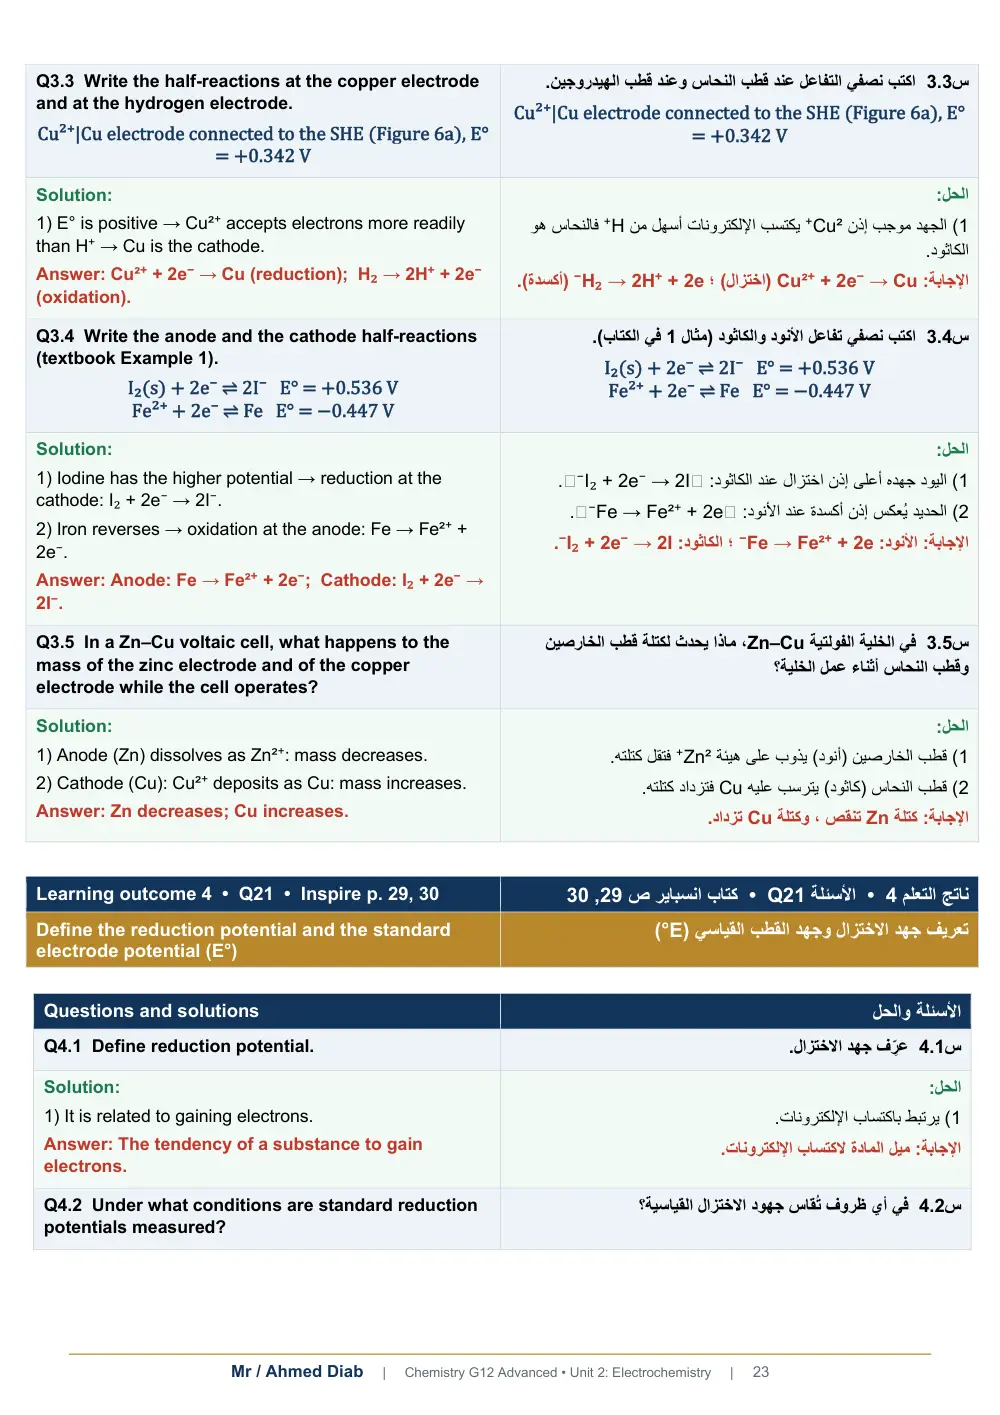 Q3.3 Write the half-reactions at the copper electrode
and at the hydrogen electrode.
Cu²⁺|Cu electrode connected to the SHE (Figure 6a), E°
= +0.342 V
س3.3 اكتب نصفي التفاعل عند قطب النحاس وعند قطب الهيدروجين.
Cu²⁺|Cu electrode connected to the SHE (Figure 6a), E°
= +0.342 V
Solution:
1) E° is positive → Cu²⁺ accepts electrons more readily
than H⁺ → Cu is the cathode.
Answer: Cu²⁺ + 2e⁻ → Cu (reduction); H₂ → 2H⁺ + 2e⁻
(oxidation).
الحل:
1) الجهد موجب إذن Cu²⁺ يكتسب الإلكترونات أسهل من H⁺ فالنحاس هو
الكاثود.
الإجابة: Cu²⁺ + 2e⁻ → Cu (اختزال) ؛ H₂ → 2H⁺ + 2e⁻ (أكسدة).
Q3.4 Write the anode and the cathode half-reactions
(textbook Example 1).
I₂(s) + 2e⁻ ⇌ 2I⁻ E° = +0.536 V
Fe²⁺ + 2e⁻ ⇌ Fe E° = −0.447 V
س3.4 اكتب نصفي تفاعل الأنود والكاثود (مثال 1 في الكتاب).
I₂(s) + 2e⁻ ⇌ 2I⁻ E° = +0.536 V
Fe²⁺ + 2e⁻ ⇌ Fe E° = −0.447 V
Solution:
1) Iodine has the higher potential → reduction at the
cathode: I₂ + 2e⁻ → 2I⁻.
2) Iron reverses → oxidation at the anode: Fe → Fe²⁺ +
2e⁻.
Answer: Anode: Fe → Fe²⁺ + 2e⁻; Cathode: I₂ + 2e⁻ →
2I⁻.
الحل:
1) اليود جهده أعلى إذن اختزال عند الكاثود: □I₂ + 2e⁻ → 2I⁻□.
2) الحديد يُعكس إذن أكسدة عند الأنود: □Fe → Fe²⁺ + 2e⁻□.
الإجابة: الأنود: Fe → Fe²⁺ + 2e⁻ ؛ الكاثود: I₂ + 2e⁻ → 2I⁻.
Q3.5 In a Zn–Cu voltaic cell, what happens to the
mass of the zinc electrode and of the copper
electrode while the cell operates?
س3.5 في الخلية الفولتية Zn–Cu، ماذا يحدث لكتلة قطب الخارصين
وقطب النحاس أثناء عمل الخلية؟
Solution:
1) Anode (Zn) dissolves as Zn²⁺: mass decreases.
2) Cathode (Cu): Cu²⁺ deposits as Cu: mass increases.
Answer: Zn decreases; Cu increases.
الحل:
1) قطب الخارصين (أنود) يذوب على هيئة Zn²⁺ فتقل كتلته.
2) قطب النحاس (كاثود) يترسب عليه Cu فتزداد كتلته.
الإجابة: كتلة Zn تنقص ، وكتلة Cu تزداد.
Learning outcome 4 • Q21 • Inspire p. 29, 30
ناتج التعلم 4 • الأسئلة Q21 • كتاب انسباير ص 29, 30
Define the reduction potential and the standard
electrode potential (E°)
تعريف جهد الاختزال وجهد القطب القياسي (E°)
Questions and solutions
الأسئلة والحل
Q4.1 Define reduction potential.
س4.1 عرِّف جهد الاختزال.
Solution:
1) It is related to gaining electrons.
Answer: The tendency of a substance to gain
electrons.
الحل:
1) يرتبط باكتساب الإلكترونات.
الإجابة: ميل المادة لاكتساب الإلكترونات.
Q4.2 Under what conditions are standard reduction
potentials measured?
س4.2 في أي ظروف تُقاس جهود الاختزال القياسية؟
Mr / Ahmed Diab | Chemistry G12 Advanced • Unit 2: Electrochemistry | 23